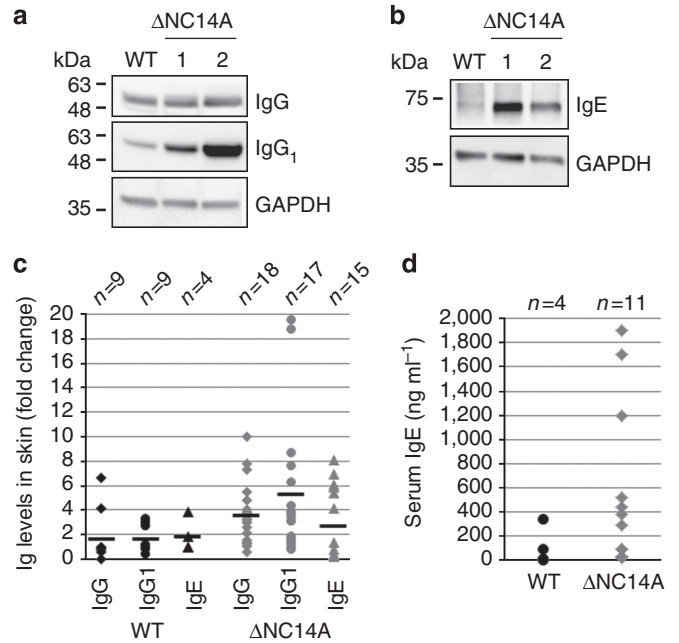 a
ΔNC14A
kDa WT 1 2
63
48
IgG
63
48
IgG1
35
GAPDH
b
ΔNC14A
kDa WT 1 2
75
IgE
35
GAPDH
c
n=9 n=9 n=4 n=18 n=17 n=15
Ig levels in skin (fold change)
20
18
16
14
12
10
8
6
4
2
0
IgG IgG1 IgE IgG IgG1 IgE
WT ΔNC14A
d
n=4 n=11
Serum IgE (ng ml–1)
2,000
1,800
1,600
1,400
1,200
1,000
800
600
400
200
0
WT ΔNC14A